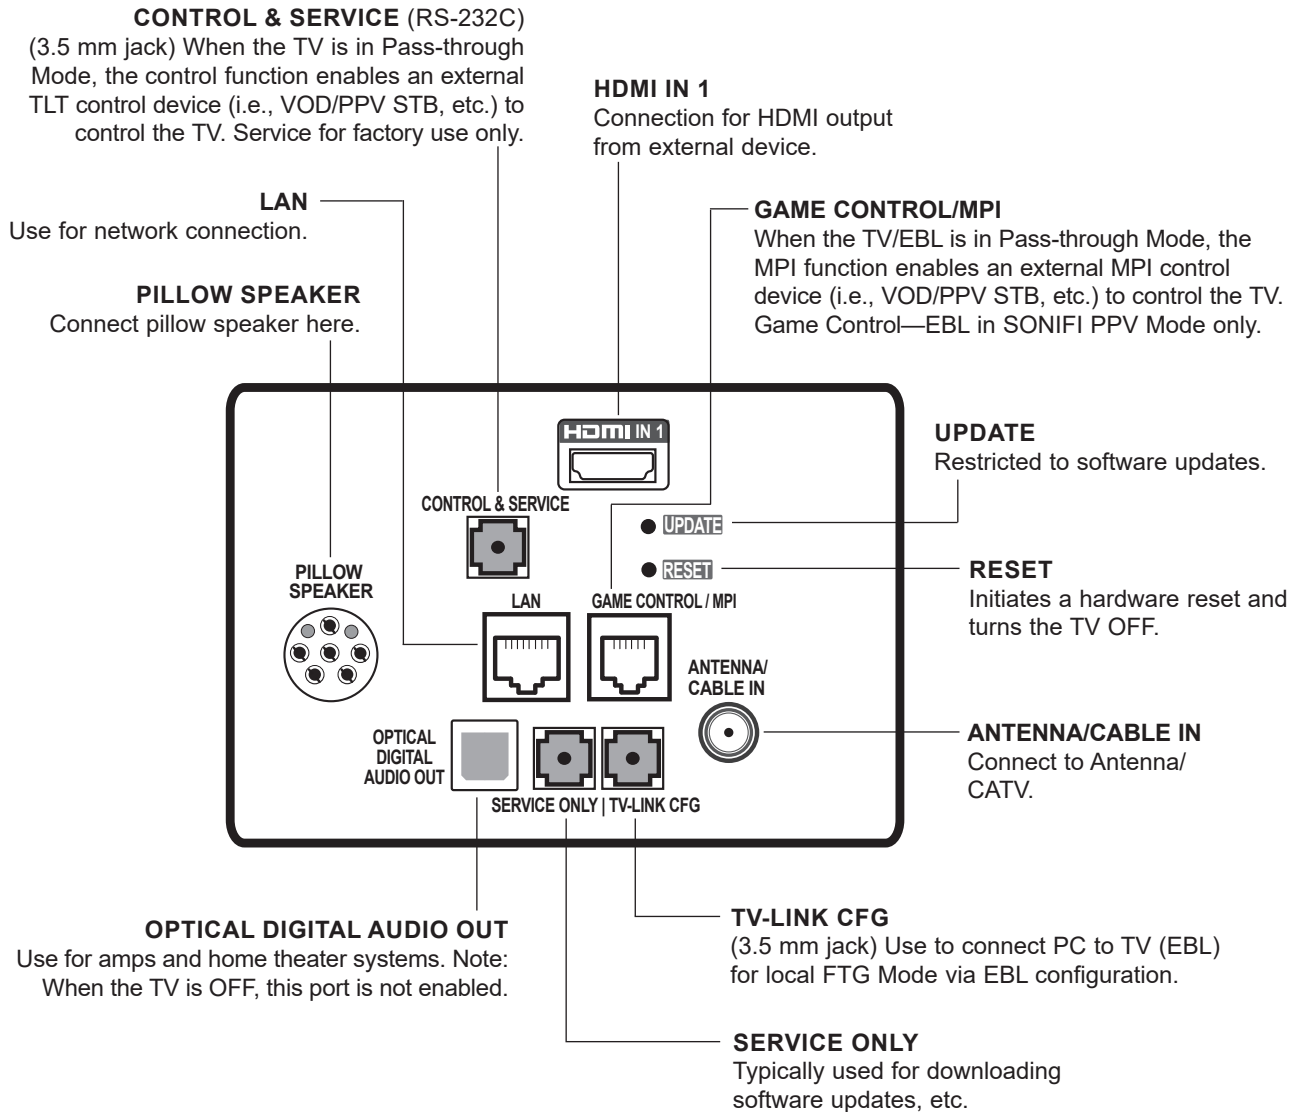 CONTROL & SERVICE (RS-232C)
(3.5 mm jack) When the TV is in Pass-through
Mode, the control function enables an external
TLT control device (i.e., VOD/PPV STB, etc.) to
control the TV. Service for factory use only.
HDMI IN 1
Connection for HDMI output
from external device.
LAN
Use for network connection.
GAME CONTROL/MPI
When the TV/EBL is in Pass-through Mode, the
MPI function enables an external MPI control
device (i.e., VOD/PPV STB, etc.) to control the TV.
Game Control—EBL in SONIFI PPV Mode only.
PILLOW SPEAKER
Connect pillow speaker here.
HDMI IN 1
UPDATE
Restricted to software updates.
CONTROL & SERVICE
UPDATE
RESET
RESET
Initiates a hardware reset and
turns the TV OFF.
PILLOW
SPEAKER
LAN
GAME CONTROL / MPI
ANTENNA/
CABLE IN
ANTENNA/CABLE IN
Connect to Antenna/
CATV.
OPTICAL
DIGITAL
AUDIO OUT
SERVICE ONLY | TV-LINK CFG
OPTICAL DIGITAL AUDIO OUT
Use for amps and home theater systems. Note:
When the TV is OFF, this port is not enabled.
TV-LINK CFG
(3.5 mm jack) Use to connect PC to TV (EBL)
for local FTG Mode via EBL configuration.
SERVICE ONLY
Typically used for downloading
software updates, etc.